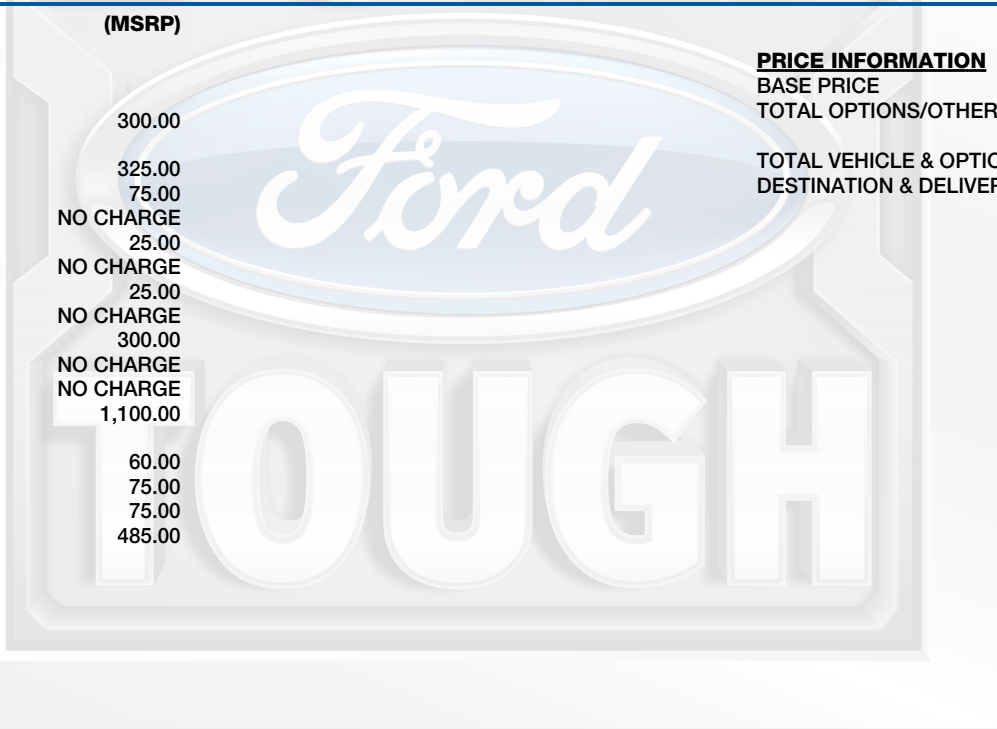 (MSRP)
300.00
325.00
75.00
NO CHARGE
25.00
NO CHARGE
25.00
NO CHARGE
300.00
NO CHARGE
NO CHARGE
1,100.00
60.00
75.00
75.00
485.00
PRICE INFORMATION
BASE PRICE
TOTAL OPTIONS/OTHER
TOTAL VEHICLE & OPTIO
DESTINATION & DELIVER
Ford
TOUGH